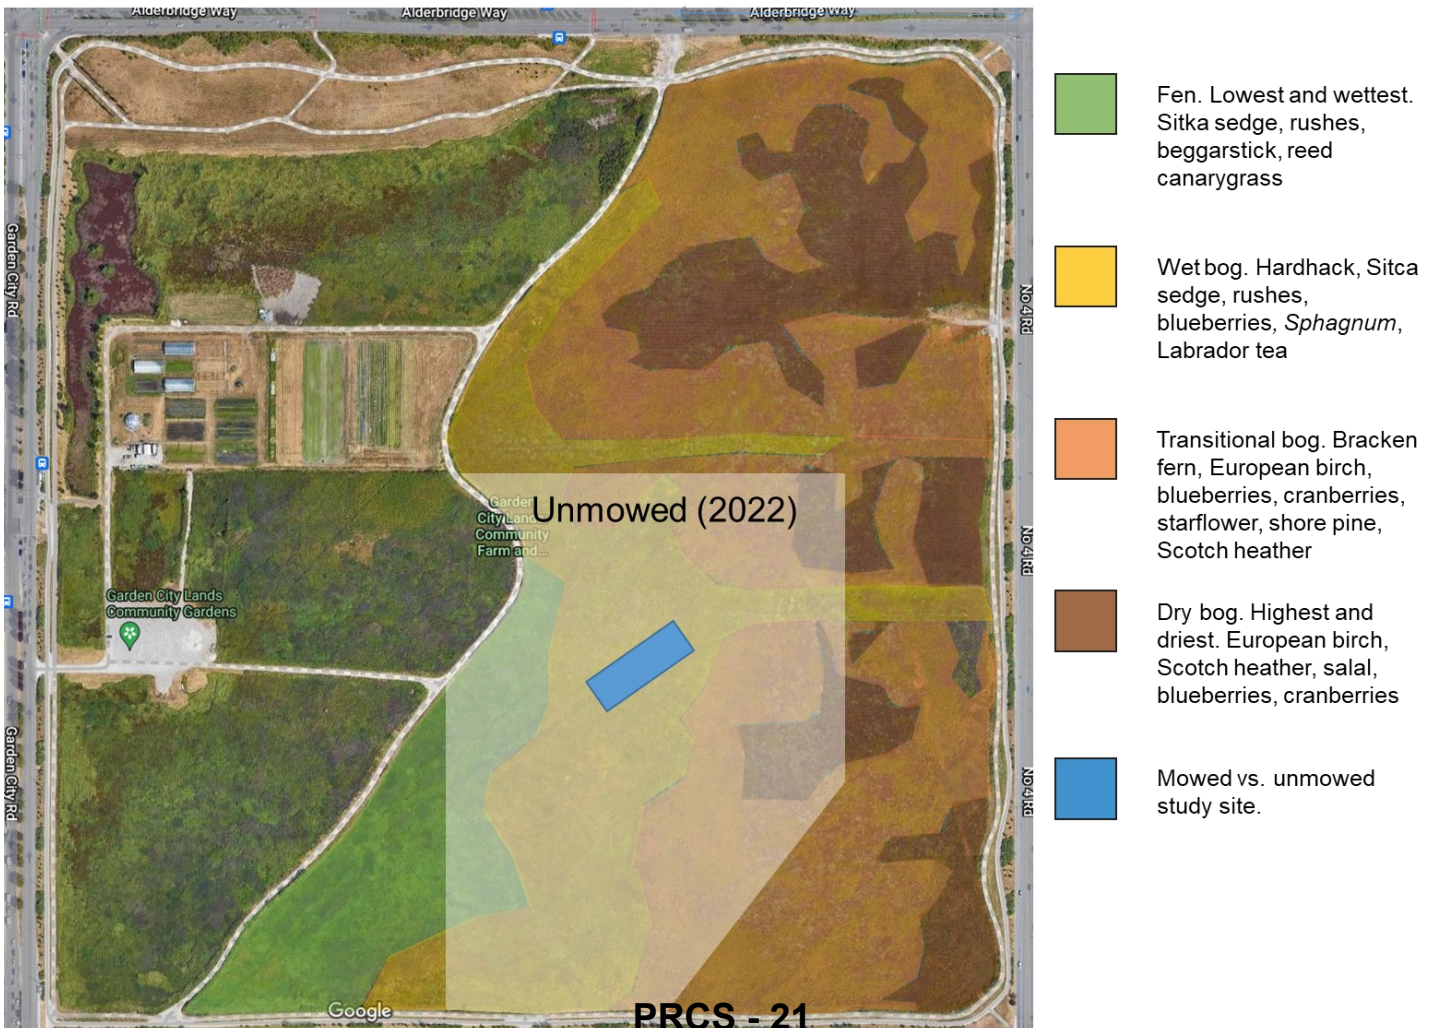 Alderbridge Way
Alderbridge Way
Alderbridge Way
Garden City Rd
No 4 Rd
Unmowed (2022)
Garden
City Lands
Community
Farm and...
No 4 Rd
Garden City Lands
Community Gardens
Garden City Rd
No 4 Rd
Google
PRCS - 21
Fen. Lowest and wettest.
Sitka sedge, rushes,
beggarstick, reed
canarygrass
Wet bog. Hardhack, Sitca
sedge, rushes,
blueberries, Sphagnum,
Labrador tea
Transitional bog. Bracken
fern, European birch,
blueberries, cranberries,
starflower, shore pine,
Scotch heather
Dry bog. Highest and
driest. European birch,
Scotch heather, salal,
blueberries, cranberries
Mowed vs. unmowed
study site.